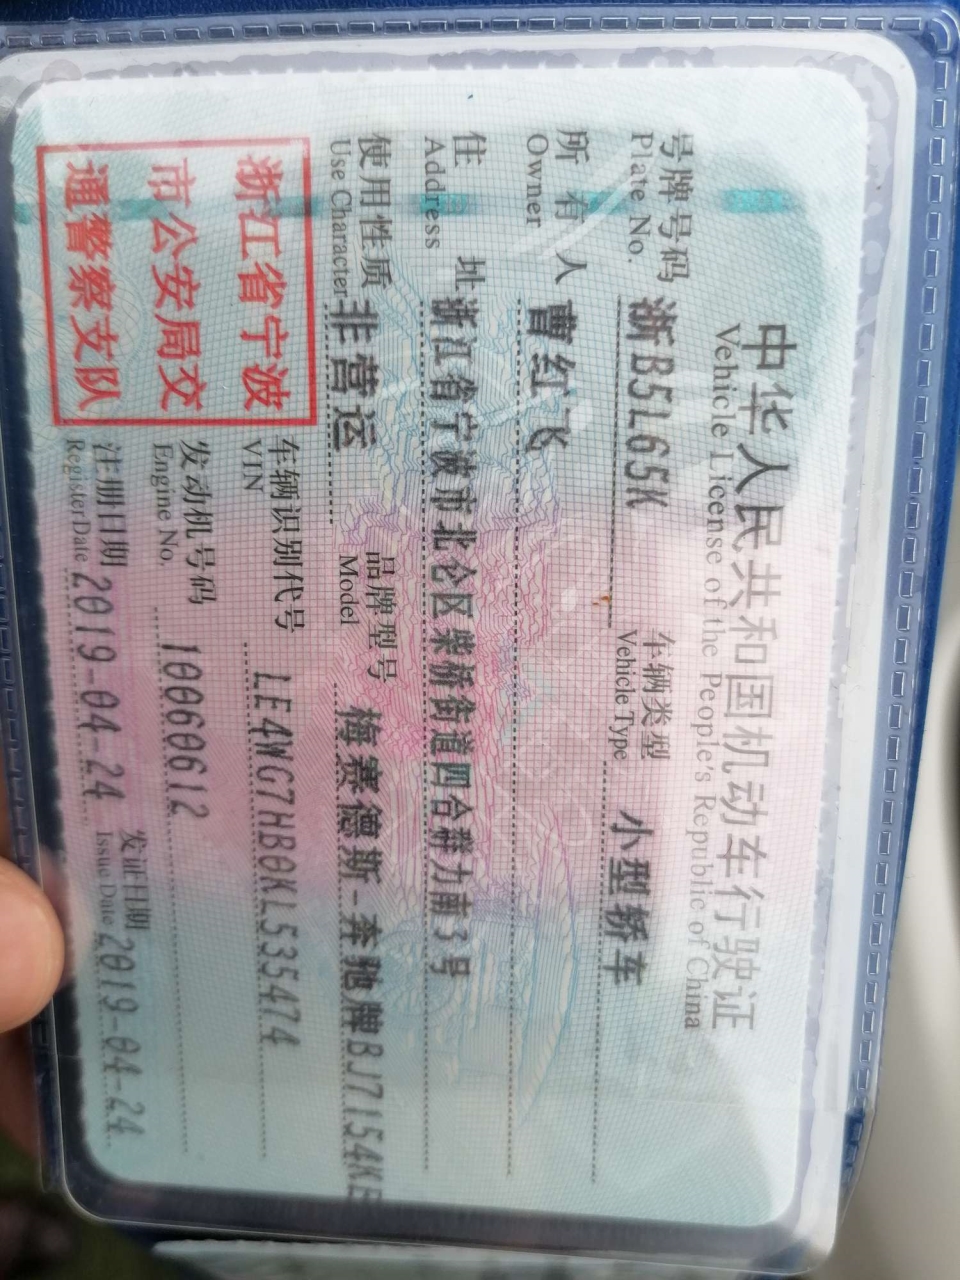 中华人民共和国机动车行驶证
Vehicle License of the People's Republic of China
号牌号码 浙B5L65K 车辆类型 小型轿车
Plate No. Vehicle Type
所有人 曹红飞
Owner
住址 浙江省宁波市北仑区柴桥街道四合群力南3号
Address
使用性质 非营运 品牌型号 梅赛德斯-奔驰牌BJ7154KE
Use Character Model
浙江省宁波
市公安局交
通警察支队
车辆识别代号 LE4WG7HB0KL535474
VIN
发动机号码 10060612
Engine No.
注册日期 2019-04-24 发证日期 2019-04-24
Register Date Issue Date